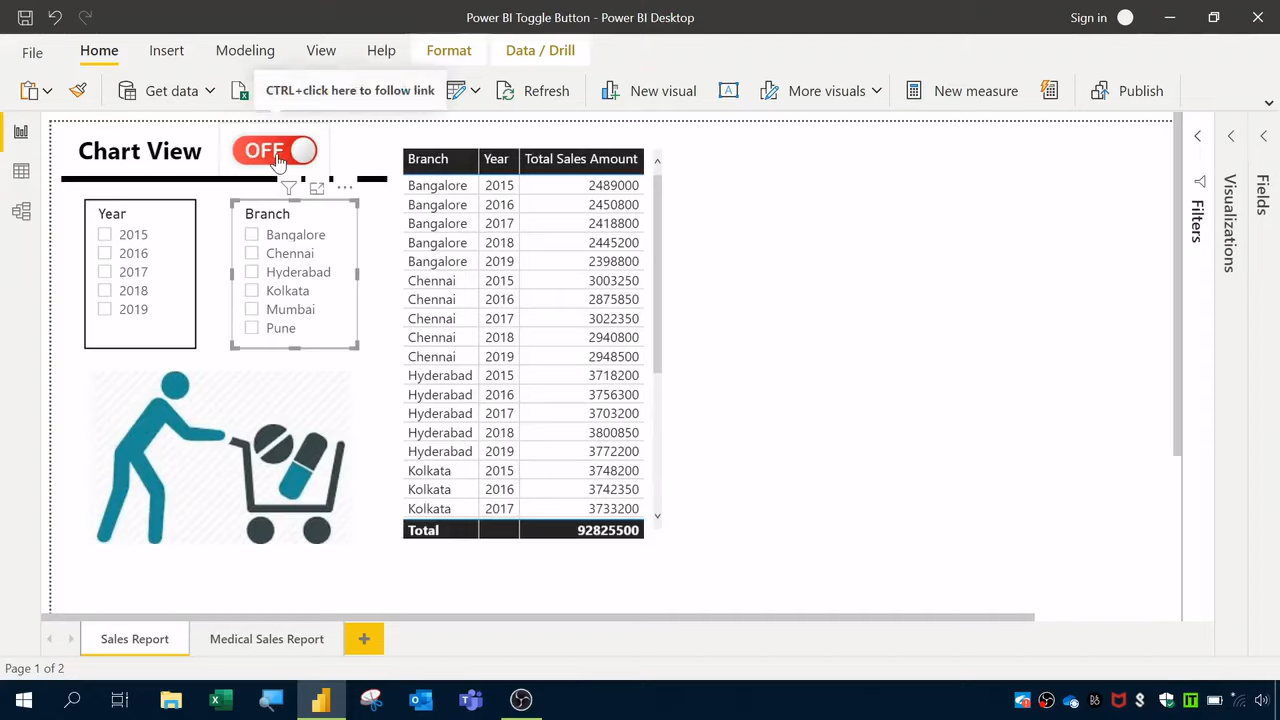 Power BI Toggle Button - Power BI Desktop
Sign in
File
Home
Insert
Modeling
View
Help
Format
Data / Drill
Get data
CTRL+click here to follow link
Refresh
New visual
More visuals
New measure
Publish
Chart View
OFF
Year
2015
2016
2017
2018
2019
Branch
Bangalore
Chennai
Hyderabad
Kolkata
Mumbai
Pune
Branch Year Total Sales Amount
Bangalore 2015 2489000
Bangalore 2016 2450800
Bangalore 2017 2418800
Bangalore 2018 2445200
Bangalore 2019 2398800
Chennai 2015 3003250
Chennai 2016 2875850
Chennai 2017 3022350
Chennai 2018 2940800
Chennai 2019 2948500
Hyderabad 2015 3718200
Hyderabad 2016 3756300
Hyderabad 2017 3703200
Hyderabad 2018 3800850
Hyderabad 2019 3772200
Kolkata 2015 3748200
Kolkata 2016 3742350
Kolkata 2017 3733200
Total 92825500
Filters
Visualizations
Fields
Sales Report
Medical Sales Report
Page 1 of 2